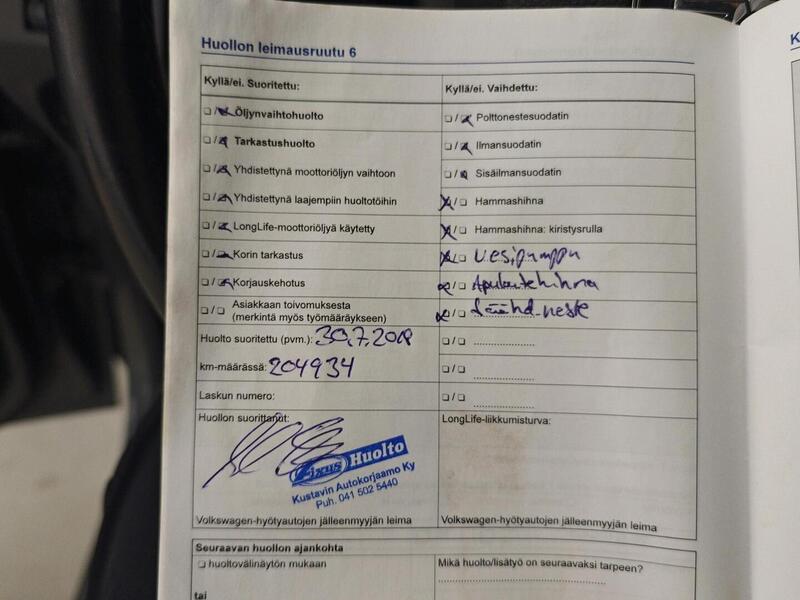 Huollon leimausruutu 6
Kyllä/ei. Suoritettu:
Öljynvaihtohuolto
Tarkastushuolto
Yhdistettynä moottoriöljyn vaihtoon
Yhdistettynä laajempiin huoltotöihin
LongLife-moottoriöljyä käytetty
Korin tarkastus
Korjauskehotus
Asiakkaan toivomuksesta
(merkintä myös työmääräykseen)
Huolto suoritettu (pvm.): 30.7.2018
km-määrässä: 204934
Laskun numero:
Huollon suorittanut:
Fixus Huolto
Kustavin Autokorjaamo Ky
Puh. 041 502 5440
Volkswagen-hyötyautojen jälleenmyyjän leima
Kyllä/ei. Vaihdettu:
Polttonestesuodatin
Ilmansuodatin
Sisäilmansuodatin
Hammashihna
Hammashihna: kiristysrulla
Vesipumppu
Apulaitehihna
Jäähd.neste
LongLife-liikkumisturva:
Volkswagen-hyötyautojen jälleenmyyjän leima
Seuraavan huollon ajankohta
huoltovälinäytön mukaan
tai
Mikä huolto/lisätyö on seuraavaksi tarpeen?
K